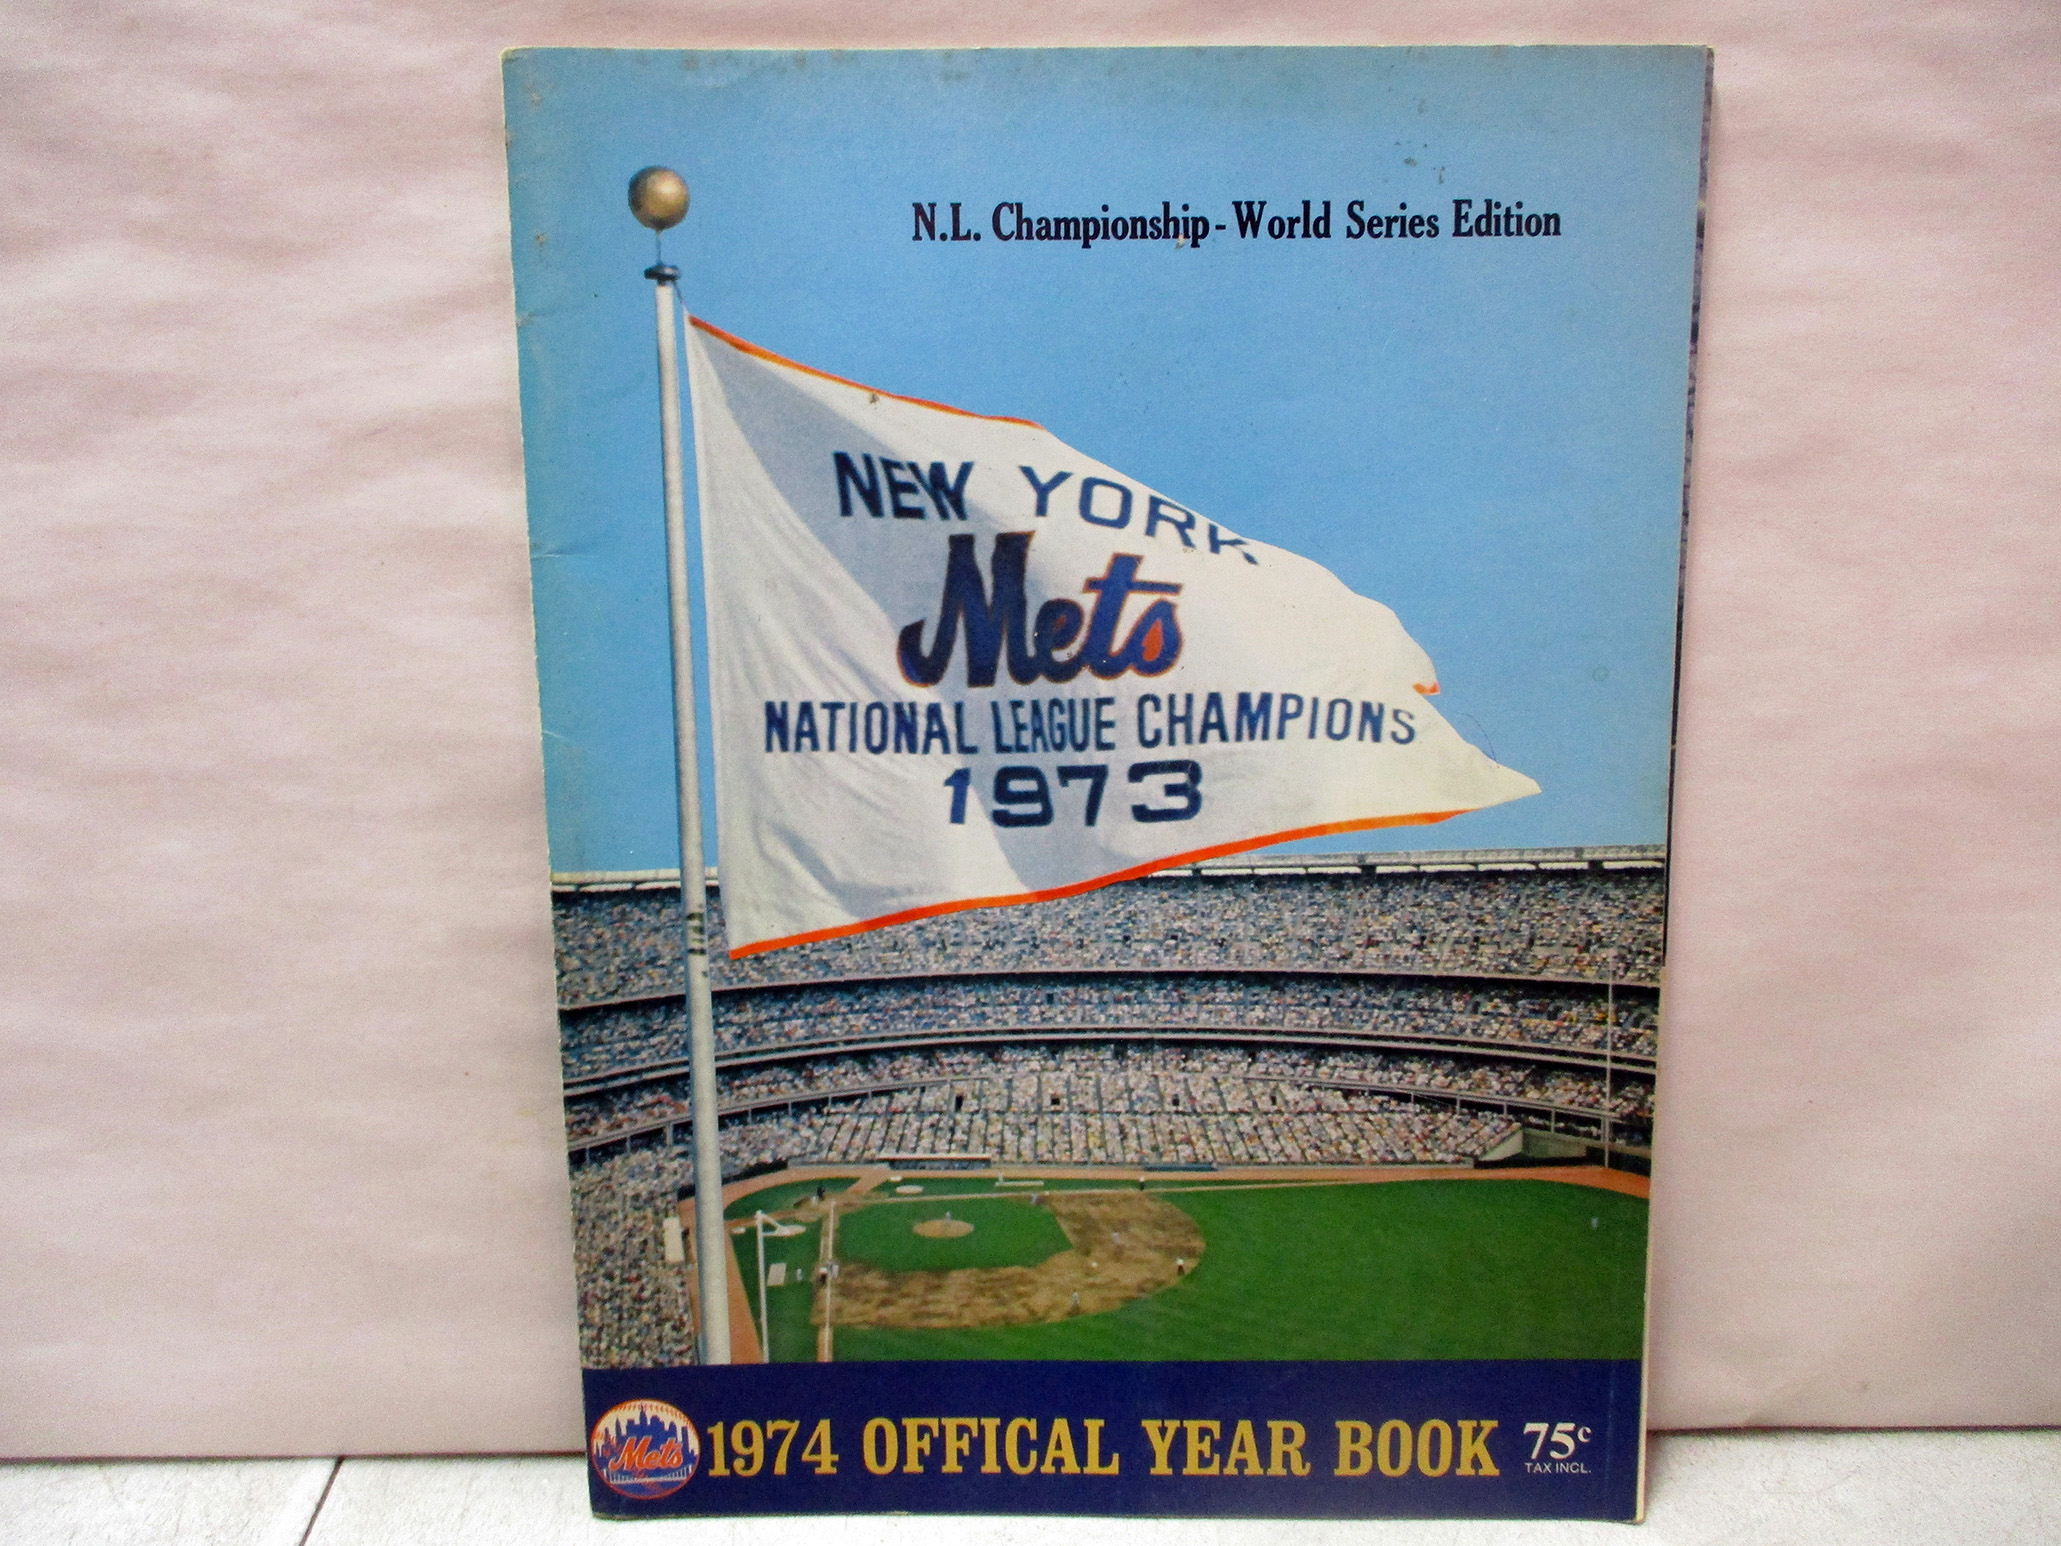 N.L. Championship - World Series Edition
NEW YORK
Mets
NATIONAL LEAGUE CHAMPIONS
1973
Mets
1974 OFFICAL YEAR BOOK 75¢
TAX INCL.